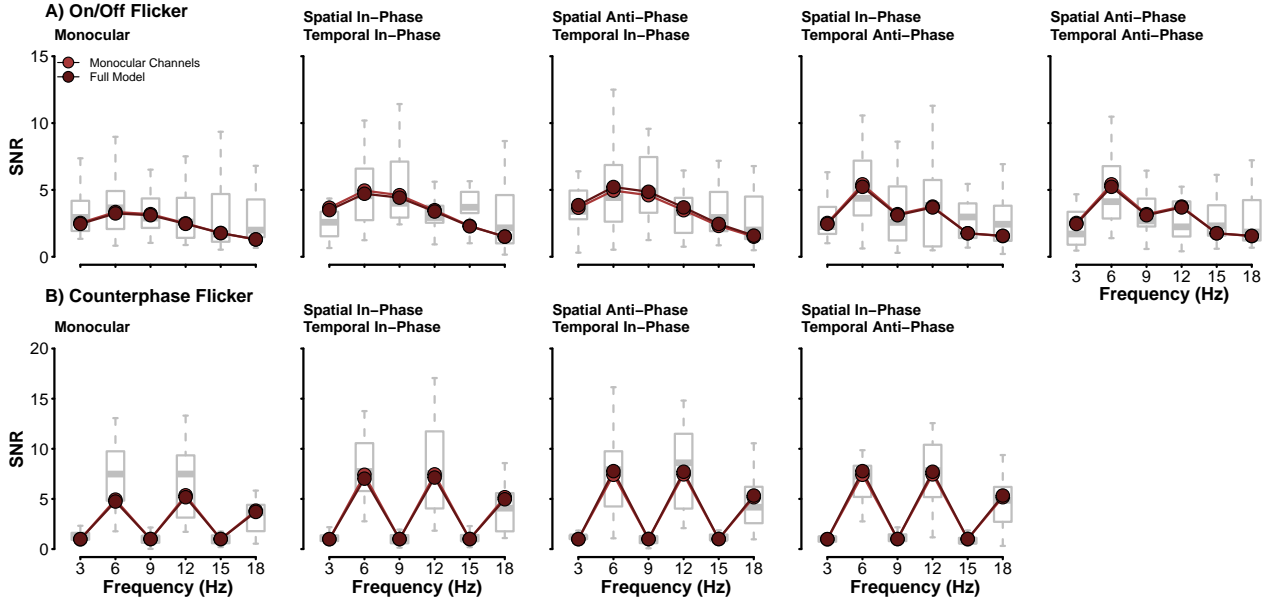 A) On/Off Flicker
Monocular
Spatial In−Phase
Temporal In−Phase
Spatial Anti−Phase
Temporal In−Phase
Spatial In−Phase
Temporal Anti−Phase
Spatial Anti−Phase
Temporal Anti−Phase
Monocular Channels
Full Model
15
10
5
0
SNR
3 6 9 12 15 18
Frequency (Hz)
B) Counterphase Flicker
Monocular
Spatial In−Phase
Temporal In−Phase
Spatial Anti−Phase
Temporal In−Phase
Spatial In−Phase
Temporal Anti−Phase
20
15
10
5
0
SNR
3 6 9 12 15 18
Frequency (Hz)
3 6 9 12 15 18
Frequency (Hz)
3 6 9 12 15 18
Frequency (Hz)
3 6 9 12 15 18
Frequency (Hz)